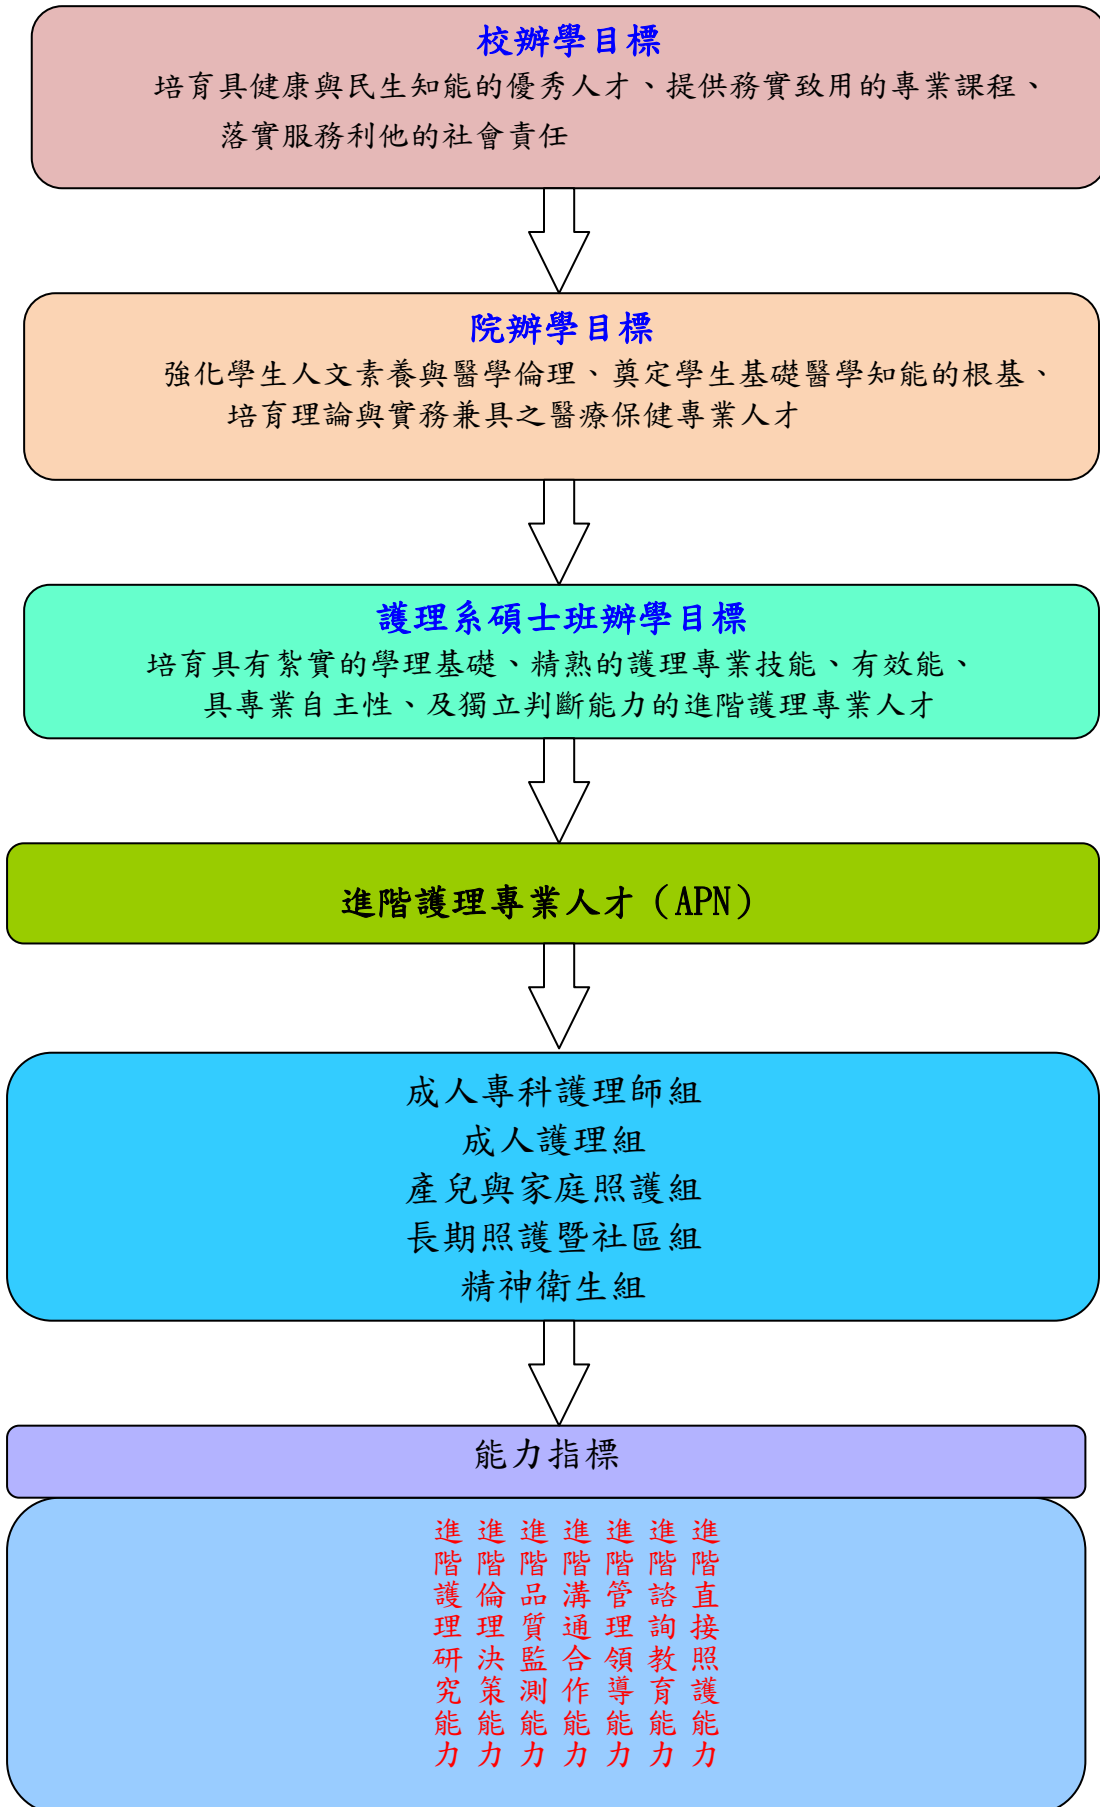 校辦學目標
培育具健康與民生知能的優秀人才、提供務實致用的專業課程、
落實服務利他的社會責任
院辦學目標
強化學生人文素養與醫學倫理、奠定學生基礎醫學知能的根基、
培育理論與實務兼具之醫療保健專業人才
護理系碩士班辦學目標
培育具有紮實的學理基礎、精熟的護理專業技能、有效能、
具專業自主性、及獨立判斷能力的進階護理專業人才
進階護理專業人才（APN）
成人專科護理師組
成人護理組
產兒與家庭照護組
長期照護暨社區組
精神衛生組
能力指標
進階直接照護能力
進階諮詢教育能力
進階管理領導能力
進階溝通合作能力
進階品質監測能力
進階倫理決策能力
進階護理研究能力